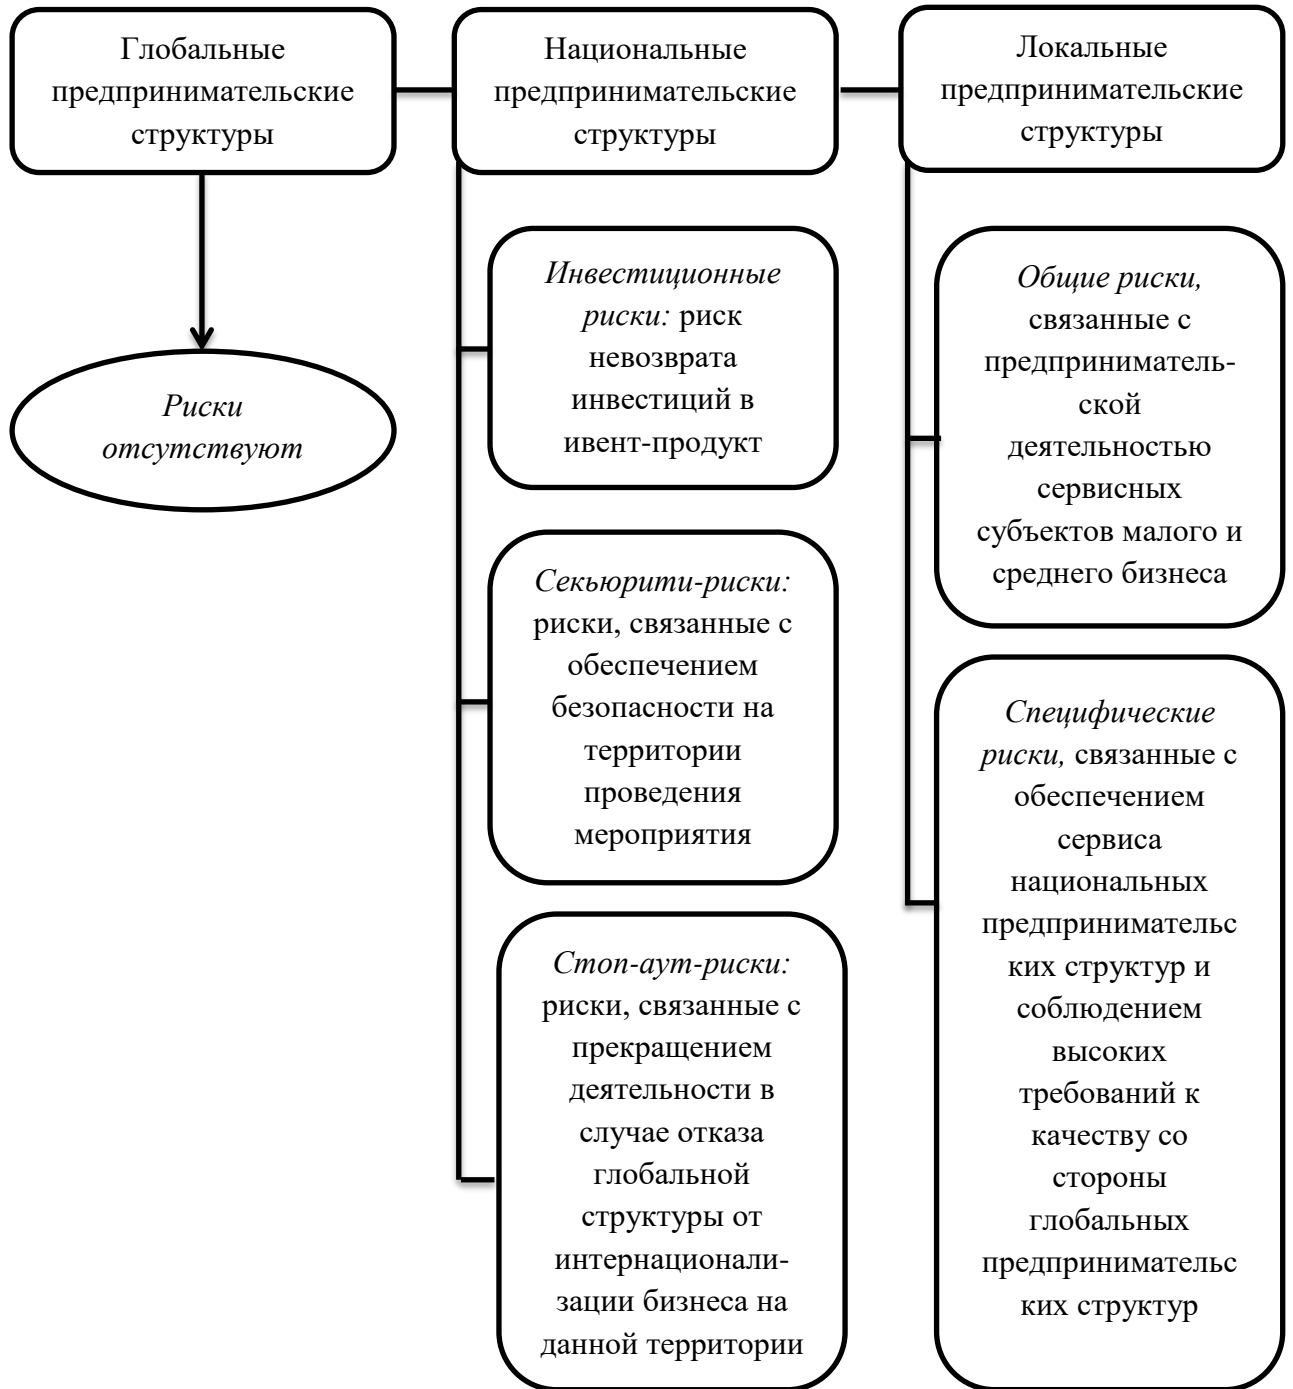 Глобальные
предпринимательские
структуры
Национальные
предпринимательские
структуры
Локальные
предпринимательские
структуры
Риски
отсутствуют
Инвестиционные
риски: риск
невозврата
инвестиций в
ивент-продукт
Секьюрити-риски:
риски, связанные с
обеспечением
безопасности на
территории
проведения
мероприятия
Стоп-аут-риски:
риски, связанные с
прекращением
деятельности в
случае отказа
глобальной
структуры от
интернационали-
зации бизнеса на
данной территории
Общие риски,
связанные с
предприниматель-
ской
деятельностью
сервисных
субъектов малого и
среднего бизнеса
Специфические
риски, связанные с
обеспечением
сервиса
национальных
предпринимательс
ких структур и
соблюдением
высоких
требований к
качеству со
стороны
глобальных
предпринимательс
ких структур